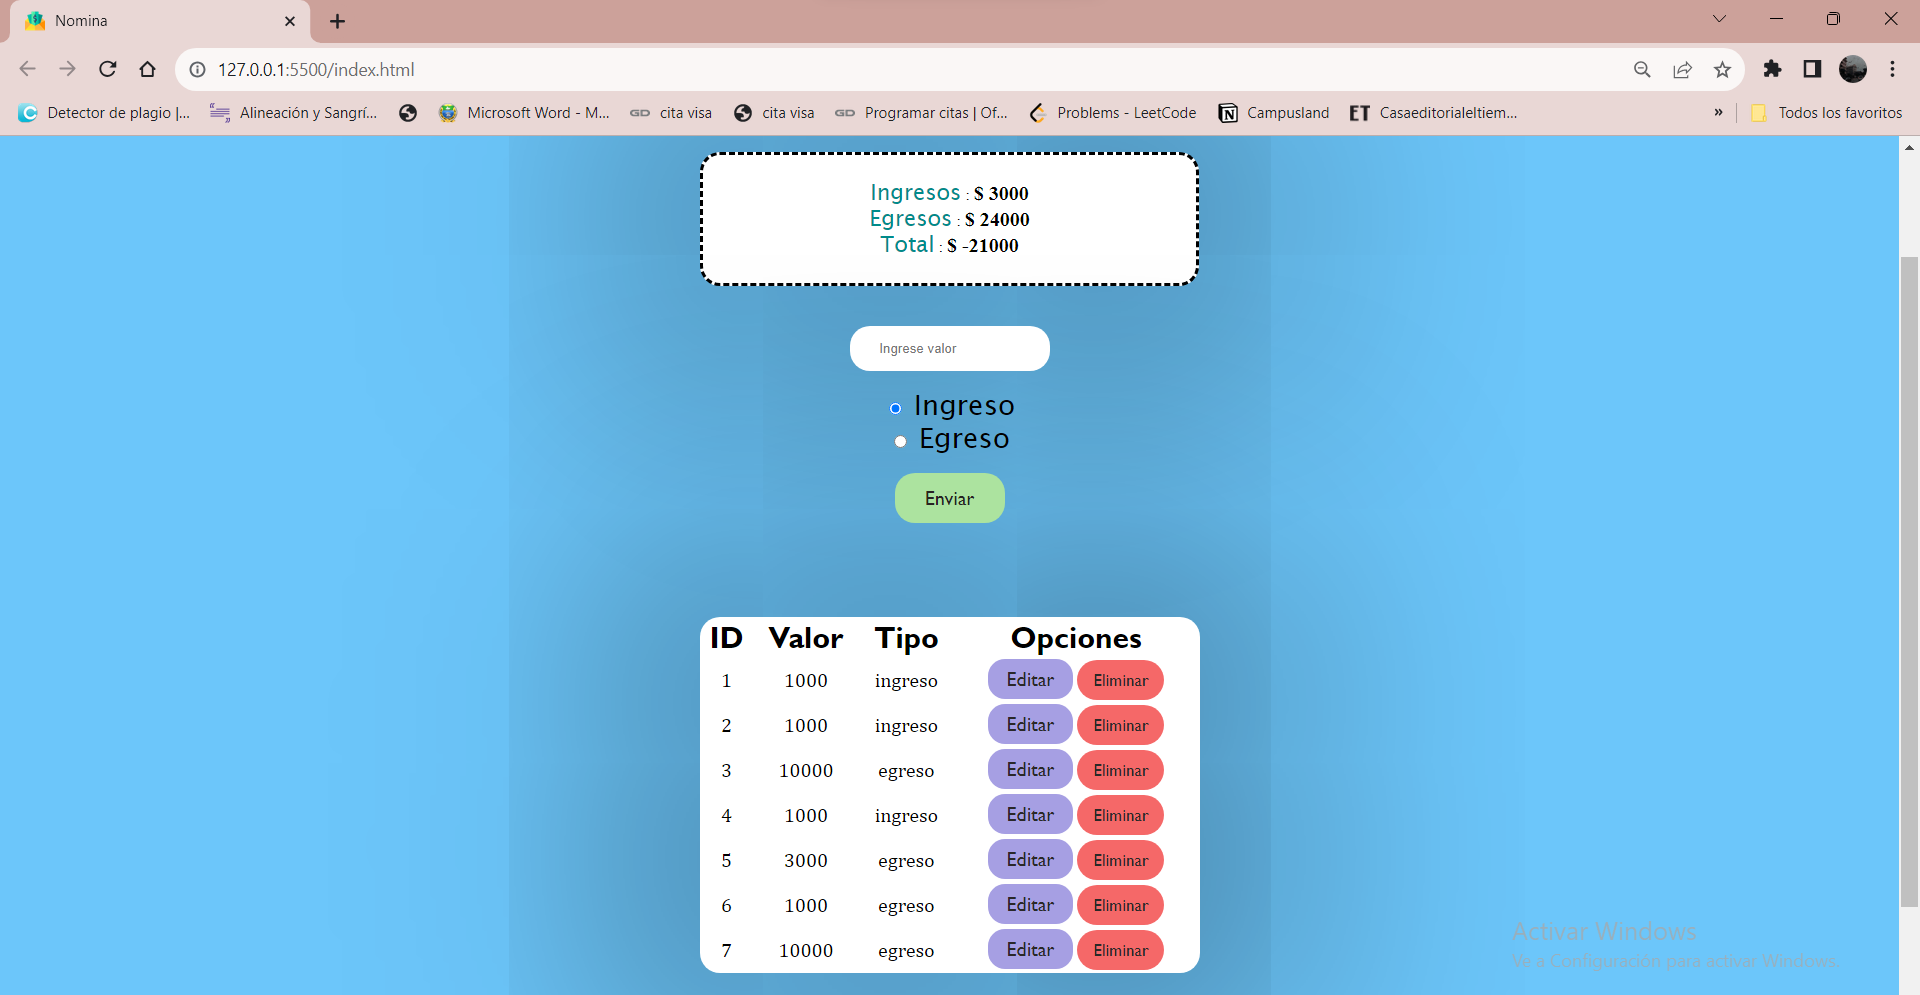 Nomina
127.0.0.1:5500/index.html
Detector de plagio |... Alineación y Sangrí... Microsoft Word - M... GD cita visa cita visa GD Programar citas | Of... Problems - LeetCode Campusland ET Casaeditorialeltiem... » Todos los favoritos
Ingresos : $ 3000
Egresos : $ 24000
Total : $ -21000
Ingrese valor
Ingreso
Egreso
Enviar
ID Valor Tipo Opciones
1 1000 ingreso Editar Eliminar
2 1000 ingreso Editar Eliminar
3 10000 egreso Editar Eliminar
4 1000 ingreso Editar Eliminar
5 3000 egreso Editar Eliminar
6 1000 egreso Editar Eliminar
7 10000 egreso Editar Eliminar
Activar Windows
Ve a Configuración para activar Windows.